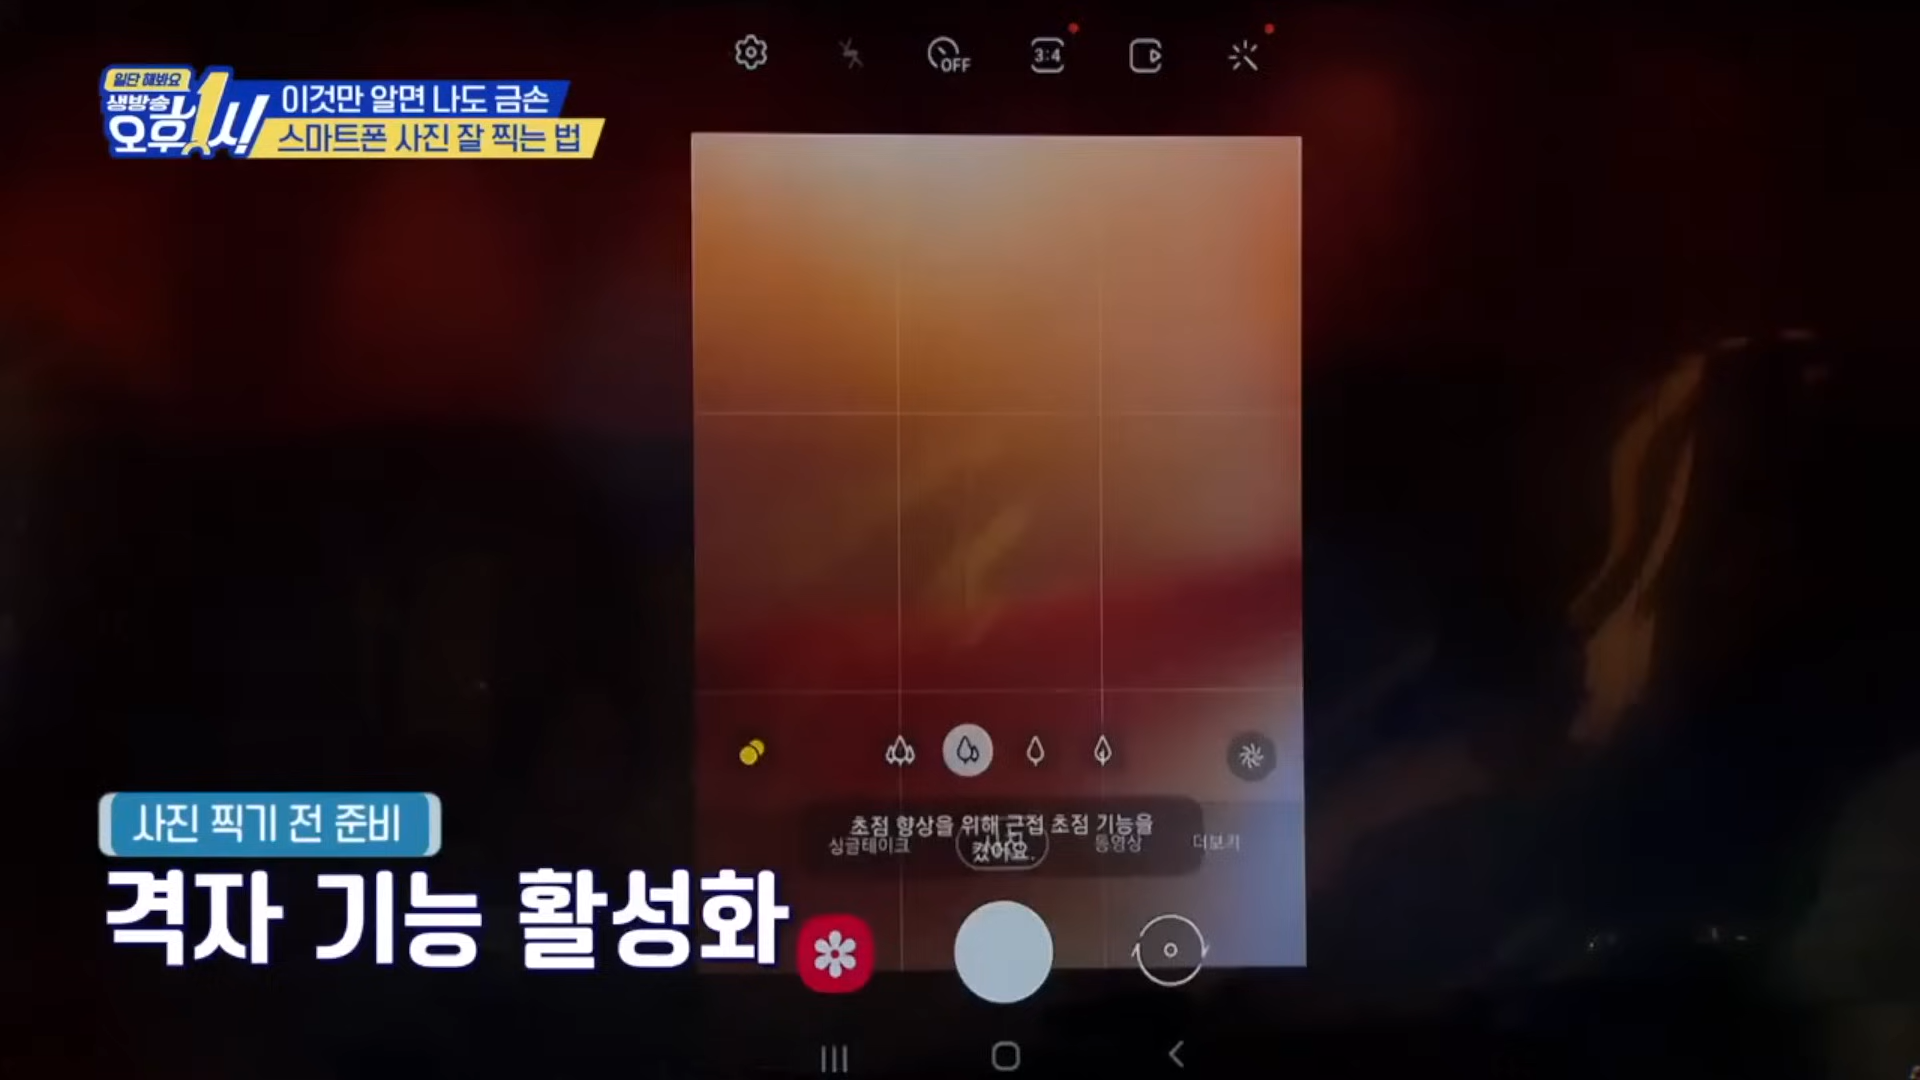 일단 해봐요
생방송
오후1시!
이것만 알면 나도 금손
스마트폰 사진 잘 찍는 법
OFF
3:4
초점 향상을 위해 근접 초점 기능을
켰어요.
싱글테이크
동영상
더보기
사진 찍기 전 준비
격자 기능 활성화